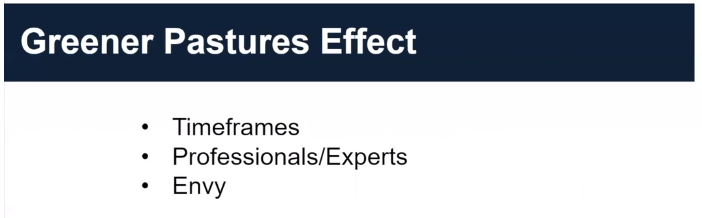 Greener Pastures Effect
• Timeframes
• Professionals/Experts
• Envy